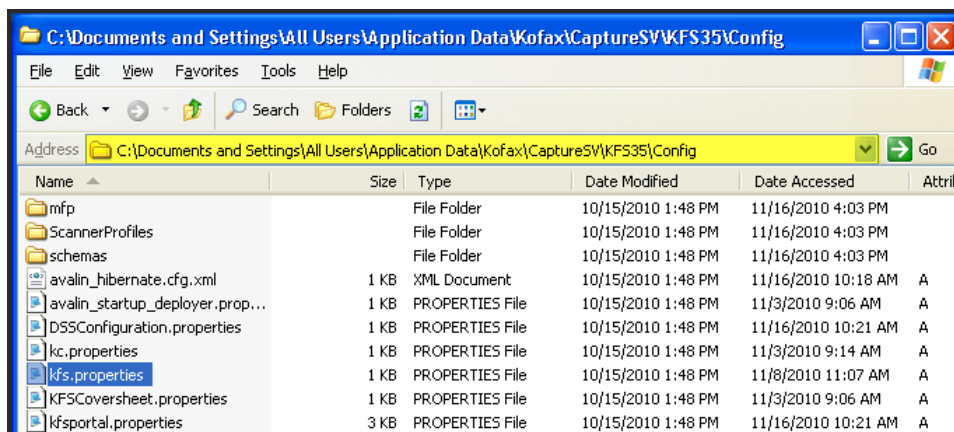 C:\Documents and Settings\All Users\Application Data\Kofax\CaptureSV\KFS35\Config
File Edit View Favorites Tools Help
Back Search Folders
Address C:\Documents and Settings\All Users\Application Data\Kofax\CaptureSV\KFS35\Config Go
Name Size Type Date Modified Date Accessed Attri
mfp File Folder 10/15/2010 1:48 PM 11/16/2010 4:03 PM
ScannerProfiles File Folder 10/15/2010 1:48 PM 11/16/2010 4:03 PM
schemas File Folder 10/15/2010 1:48 PM 11/16/2010 4:03 PM
avalin_hibernate.cfg.xml 1 KB XML Document 10/15/2010 1:48 PM 11/16/2010 10:18 AM A
avalin_startup_deployer.prop... 1 KB PROPERTIES File 10/15/2010 1:48 PM 11/3/2010 9:06 AM A
DSSConfiguration.properties 1 KB PROPERTIES File 10/15/2010 1:48 PM 11/16/2010 10:21 AM A
kc.properties 1 KB PROPERTIES File 10/15/2010 1:48 PM 11/3/2010 9:14 AM A
kfs.properties 1 KB PROPERTIES File 10/15/2010 1:48 PM 11/8/2010 11:07 AM A
KFSCoversheet.properties 1 KB PROPERTIES File 10/15/2010 1:48 PM 11/3/2010 9:06 AM A
kfsportal.properties 3 KB PROPERTIES File 10/15/2010 1:48 PM 11/16/2010 10:21 AM A